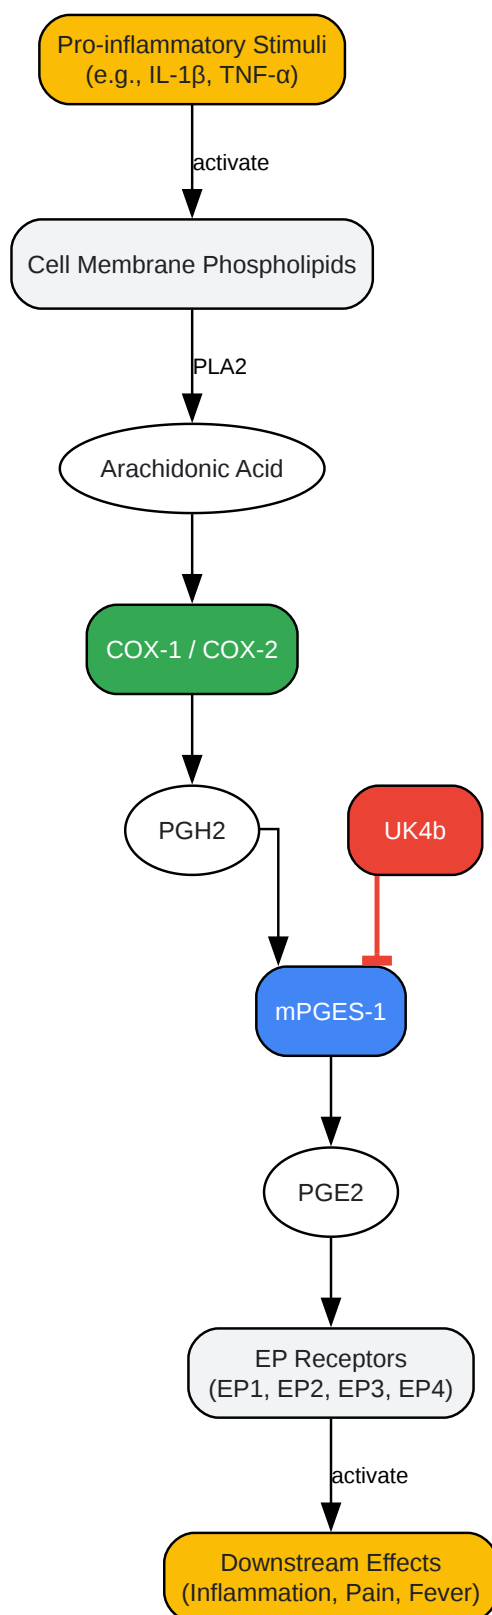 Pro-inflammatory Stimuli
(e.g., IL-1β, TNF-α)
activate
Cell Membrane Phospholipids
PLA2
Arachidonic Acid
COX-1 / COX-2
PGH2
UK4b
mPGES-1
PGE2
EP Receptors
(EP1, EP2, EP3, EP4)
activate
Downstream Effects
(Inflammation, Pain, Fever)